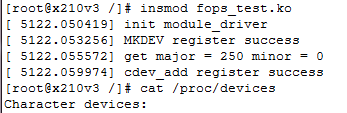 [root@x210v3 /]# insmod fops_test.ko
[ 5122.050419] init module_driver
[ 5122.053256] MKDEV register success
[ 5122.055572] get major = 250 minor = 0
[ 5122.059974] cdev_add register success
[root@x210v3 /]# cat /proc/devices
Character devices: